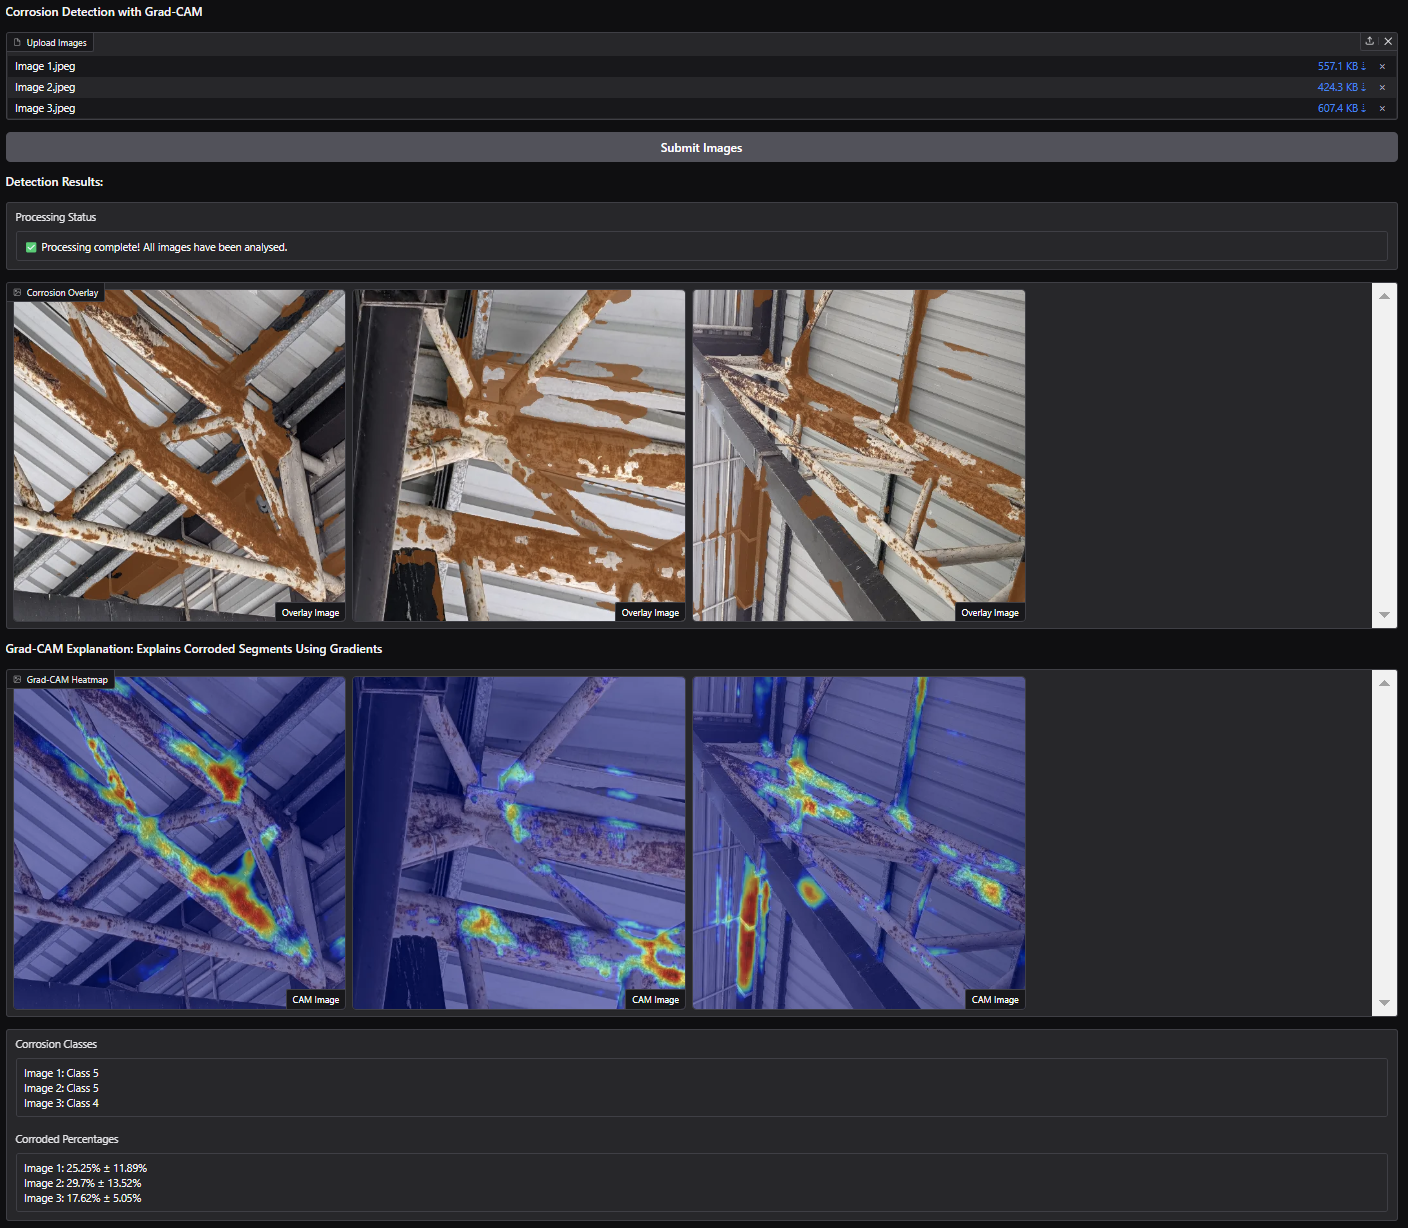 Corrosion Detection with Grad-CAM
Upload Images
Image 1.jpeg 557.1 KB ↓ ×
Image 2.jpeg 424.3 KB ↓ ×
Image 3.jpeg 607.4 KB ↓ ×
Submit Images
Detection Results:
Processing Status
✅ Processing complete! All images have been analysed.
Corrosion Overlay
Overlay Image Overlay Image Overlay Image
Grad-CAM Explanation: Explains Corroded Segments Using Gradients
Grad-CAM Heatmap
CAM Image CAM Image CAM Image
Corrosion Classes
Image 1: Class 5
Image 2: Class 5
Image 3: Class 4
Corroded Percentages
Image 1: 25.25% ± 11.89%
Image 2: 29.7% ± 13.52%
Image 3: 17.62% ± 5.05%